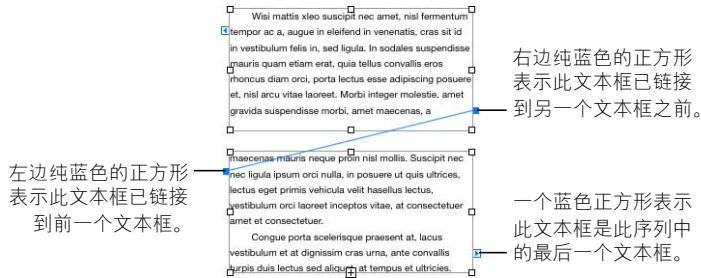 Wisi mattis xleo suscipit nec amet, nisl fermentum
tempor ac a, augue in eleifend in venenatis, cras sit id
in vestibulum felis in, sed ligula. In sodales suspendisse
mauris quam etiam erat, quia tellus convallis eros
rhoncus diam orci, porta lectus esse adipiscing posuere
et, nisl arcu vitae laoreet. Morbi integer molestie, amet
gravida suspendisse morbi, amet maecenas, a
右边纯蓝色的正方形
表示此文本框已链接
到另一个文本框之前。
maecenas mauris neque proin nisl mollis. Suscipit nec
nec ligula ipsum orci nulla, in posuere ut quis ultrices,
lectus eget primis vehicula velit hasellus lectus,
vestibulum orci laoreet inceptos vitae, at consectetuer
amet et consectetuer.
Congue porta scelerisque praesent at, lacus
vestibulum et at dignissim cras urna, ante convallis
turpis duis lectus sed aliquet at tempus et ultricies.
左边纯蓝色的正方形
表示此文本框已链接
到前一个文本框。
一个蓝色正方形表示
此文本框是此序列中
的最后一个文本框。